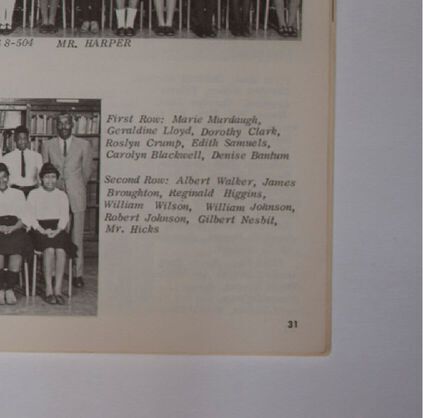 8-504 MR. HARPER
First Row: Marie Murdaugh,
Geraldine Lloyd, Dorothy Clark,
Roslyn Crump, Edith Samuels,
Carolyn Blackwell, Denise Bantum
Second Row: Albert Walker, James
Broughton, Reginald Higgins,
William Wilson, William Johnson,
Robert Johnson, Gilbert Nesbit,
Mr. Hicks
31